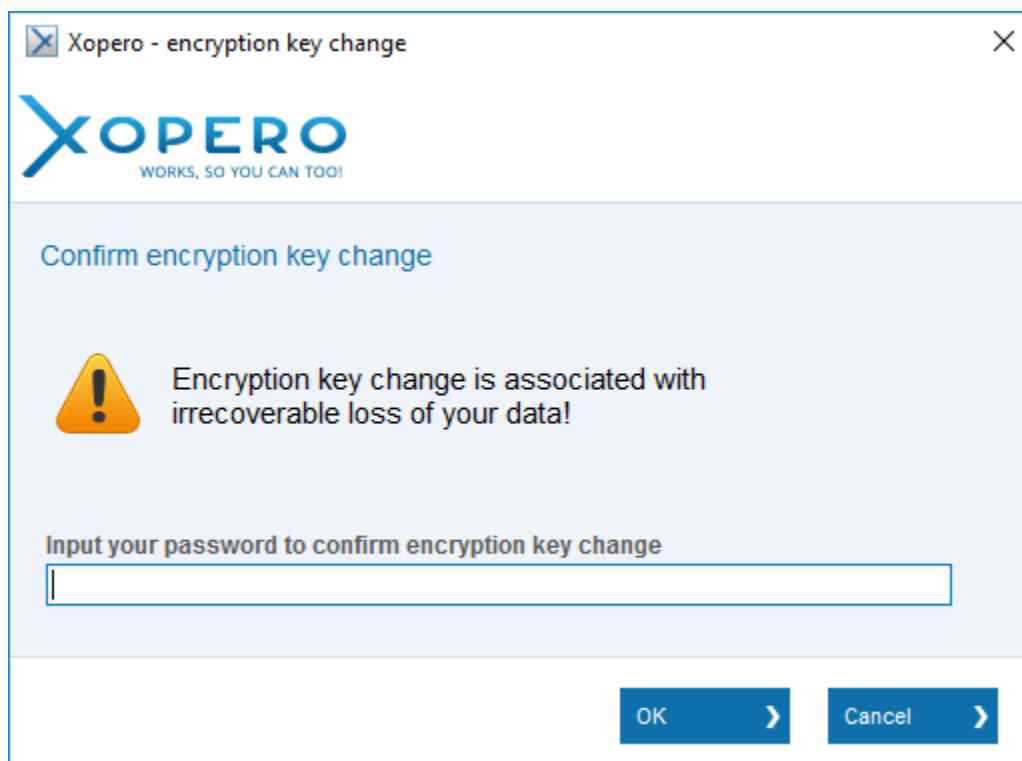 Xopero - encryption key change
XOPERO
WORKS, SO YOU CAN TOO!
Confirm encryption key change
Encryption key change is associated with
irrecoverable loss of your data!
Input your password to confirm encryption key change
OK
Cancel